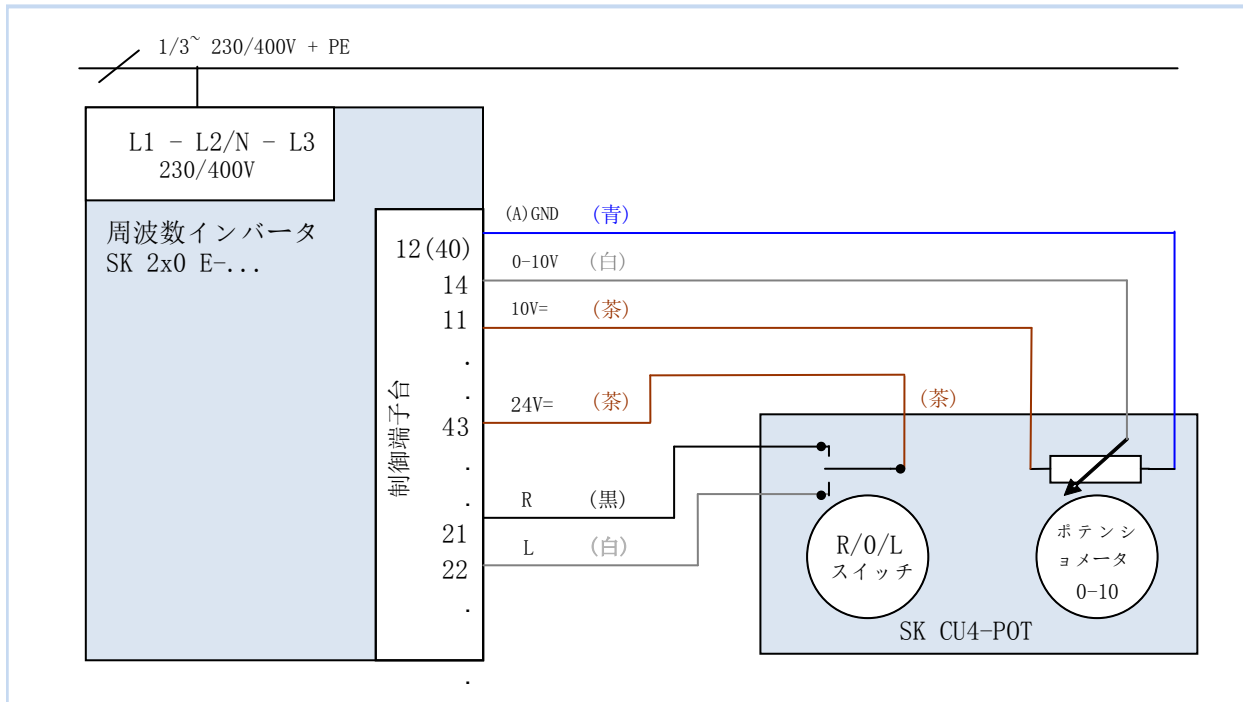 1/3~ 230/400V + PE
L1 - L2/N - L3
230/400V
周波数インバータ
SK 2x0 E-...
制御端子台
12(40)
14
11
.
.
43
.
.
21
22
.
.
(A)GND (青)
0-10V (白)
10V= (茶)
24V= (茶)
(茶)
R (黒)
L (白)
R/O/L
スイッチ
ポテンシ
ョメータ
0-10
SK CU4-POT